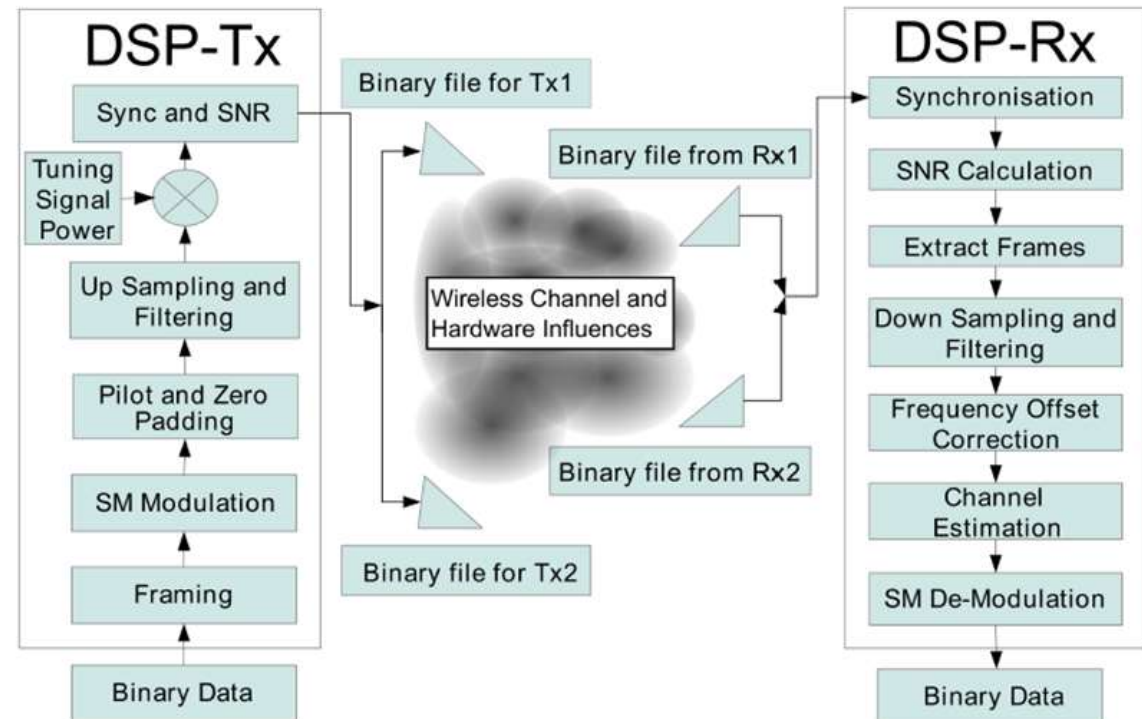 DSP-Tx
Sync and SNR
Tuning
Signal
Power
Up Sampling and
Filtering
Pilot and Zero
Padding
SM Modulation
Framing
Binary Data
Binary file for Tx1
Binary file from Rx1
Wireless Channel and
Hardware Influences
Binary file from Rx2
Binary file for Tx2
DSP-Rx
Synchronisation
SNR Calculation
Extract Frames
Down Sampling and
Filtering
Frequency Offset
Correction
Channel
Estimation
SM De-Modulation
Binary Data